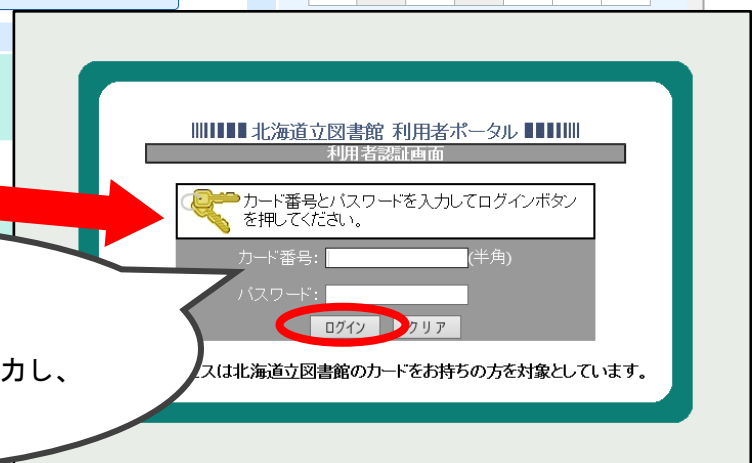 北海道立図書館 利用者ポータル
利用者認証画面
カード番号とパスワードを入力してログインボタン
を押してください。
カード番号:
(半角)
パスワード:
ログイン
クリア
力し、
スは北海道立図書館のカードをお持ちの方を対象としています。